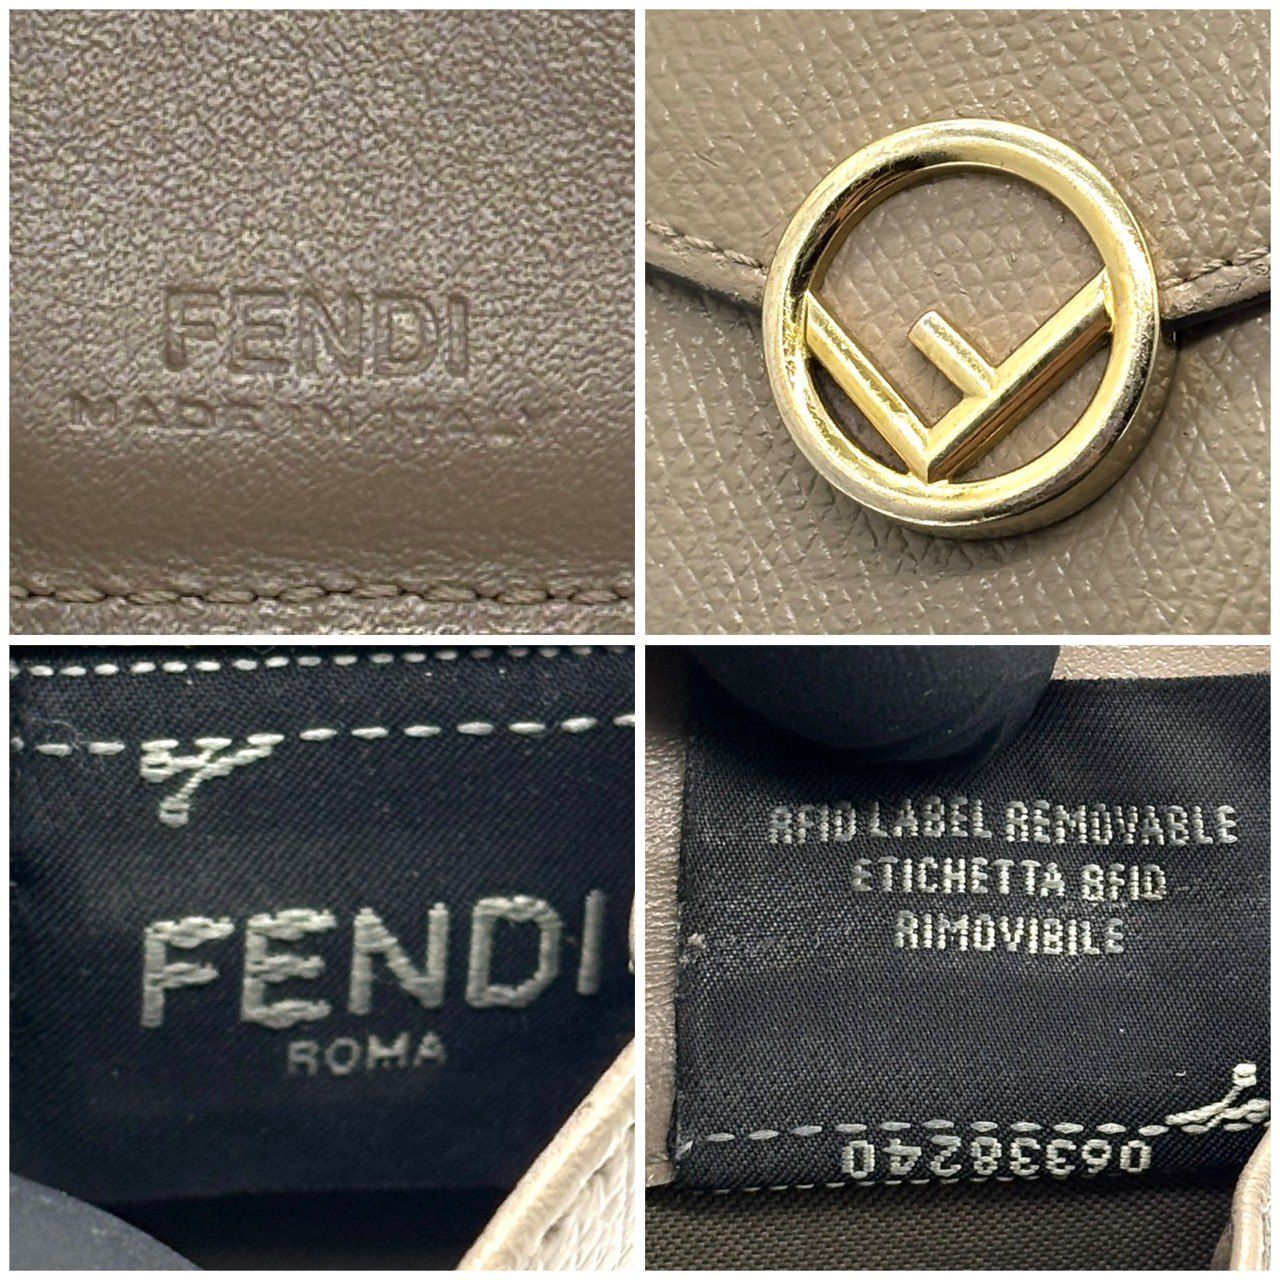 FENDI
MADE IN ITALY
F
FENDI
ROMA
RFID LABEL REMOVABLE
ETICHETTA RFID
RIMOVIBILE
06338240